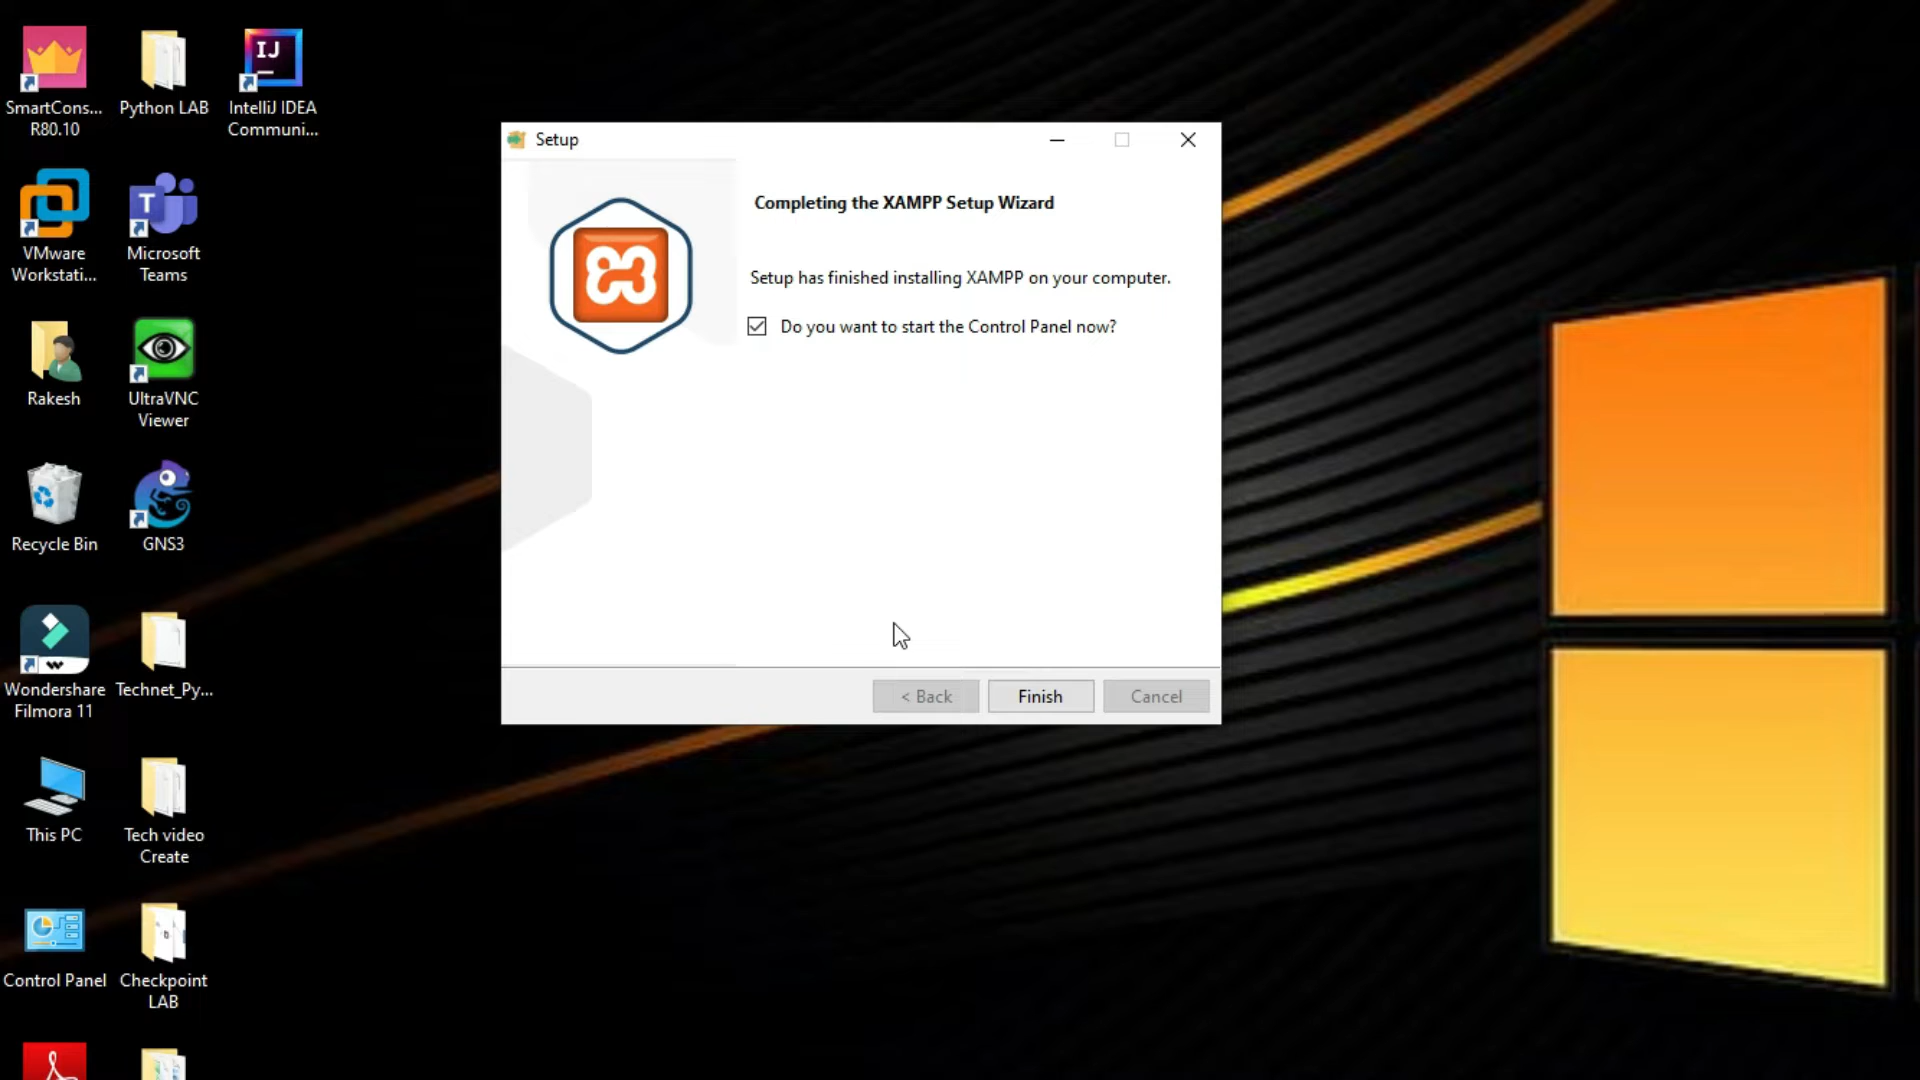 SmartCons...
R80.10
Python LAB
IJ
IntelliJ IDEA
Communi...
VMware
Workstati...
T
Microsoft
Teams
Rakesh
UltraVNC
Viewer
Recycle Bin
GNS3
Wondershare
Filmora 11
Technet_Py...
This PC
Tech video
Create
Control Panel
Checkpoint
LAB
Setup
Completing the XAMPP Setup Wizard
Setup has finished installing XAMPP on your computer.
Do you want to start the Control Panel now?
< Back
Finish
Cancel